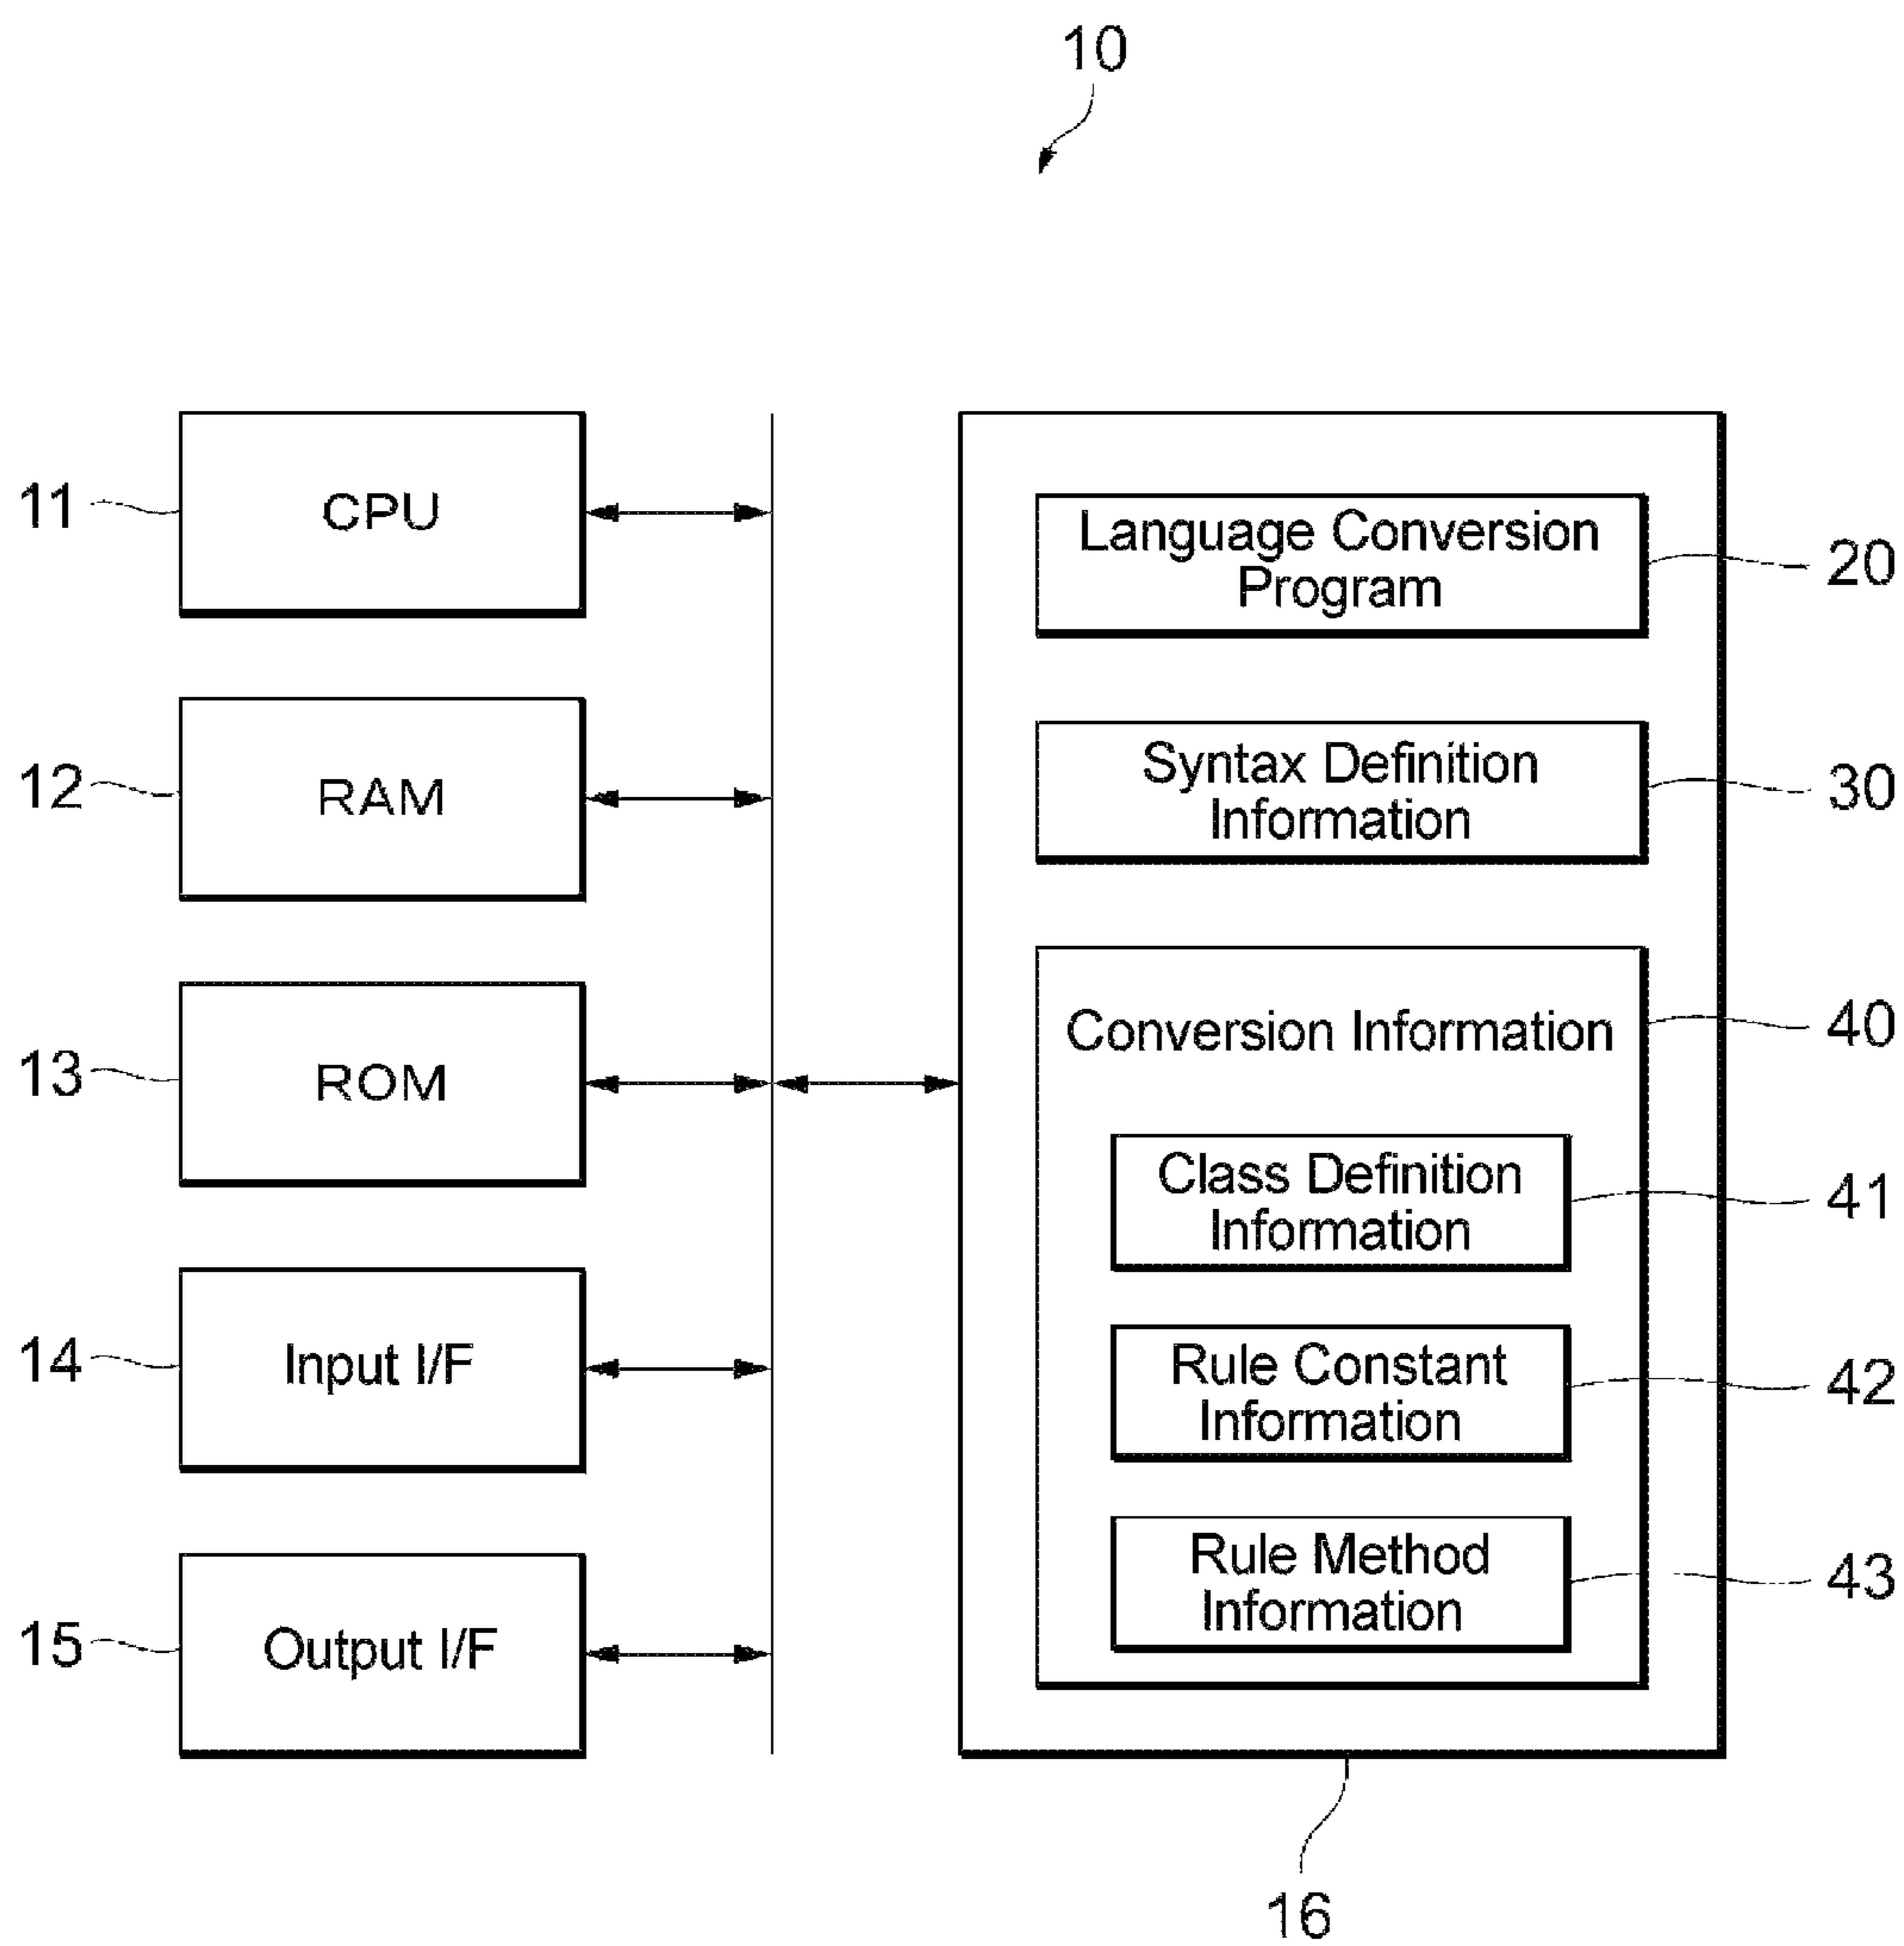 10
11
CPU
12
RAM
13
ROM
14
Input I/F
15
Output I/F
Language Conversion
Program
20
Syntax Definition
Information
30
Conversion Information
40
Class Definition
Information
41
Rule Constant
Information
42
Rule Method
Information
43
16